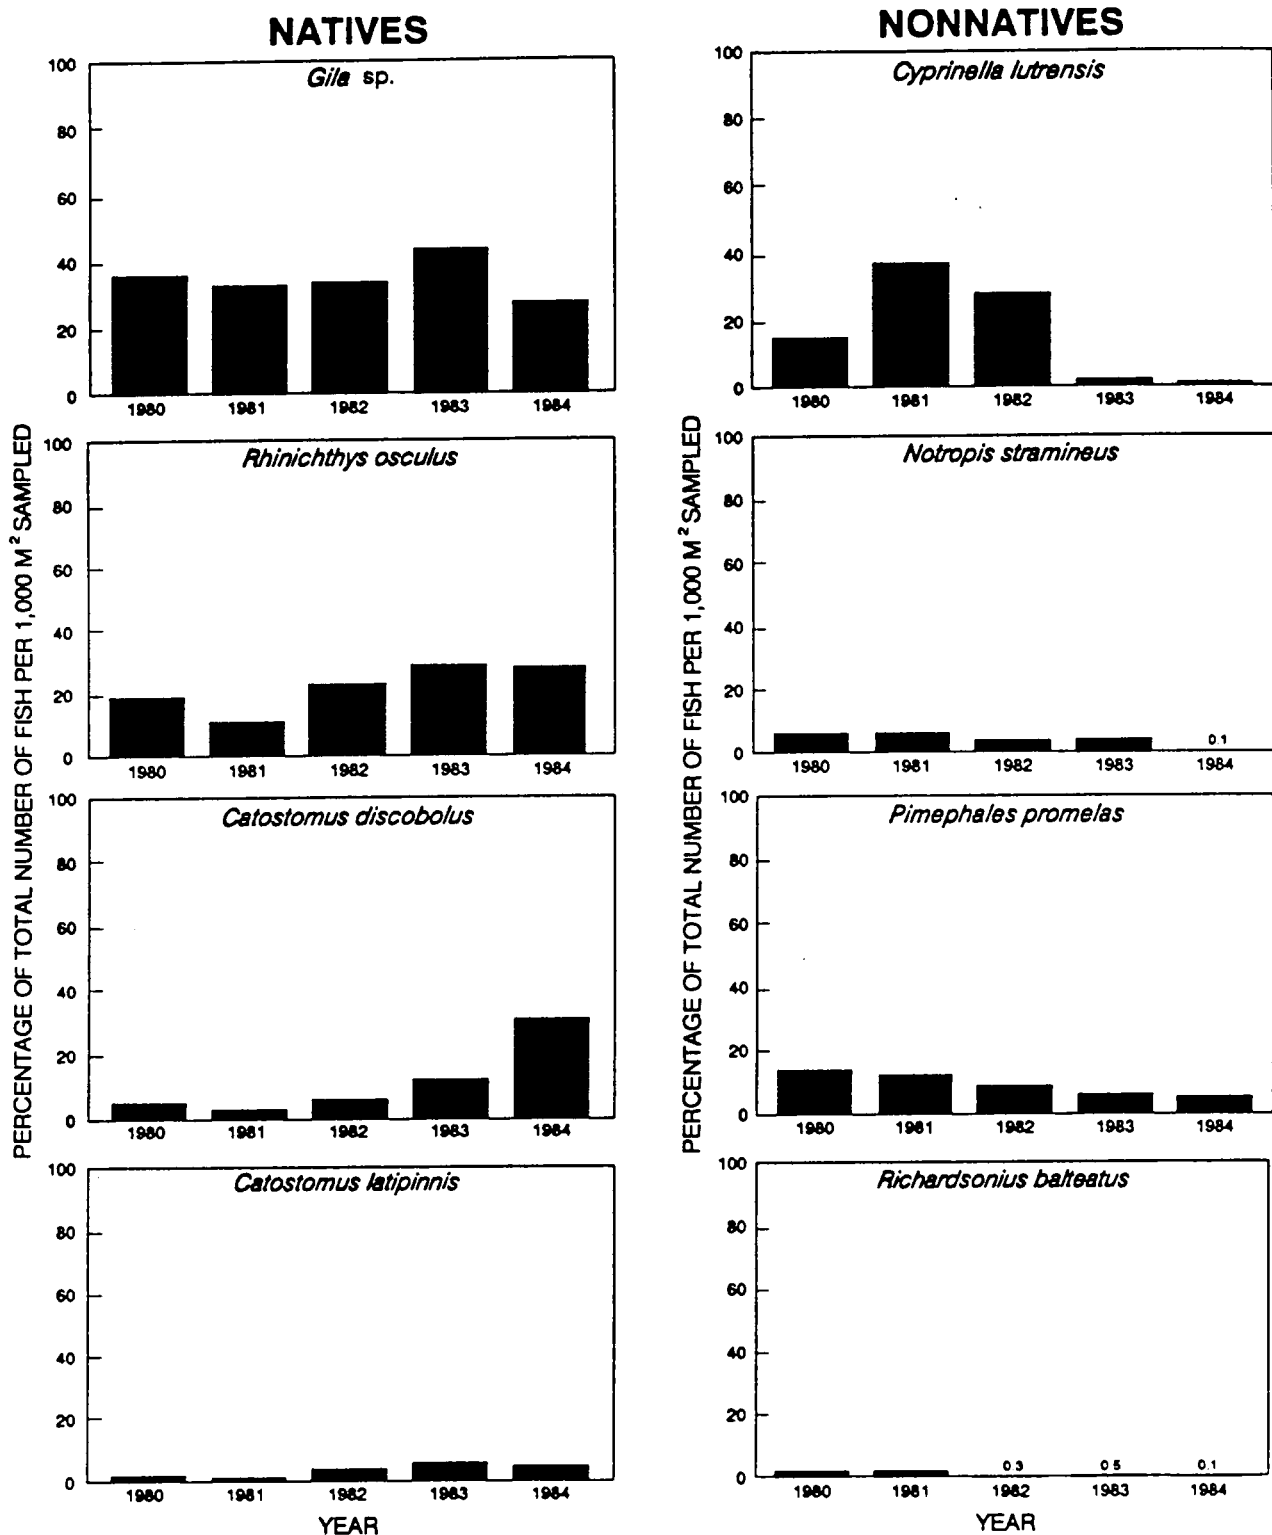 NATIVES
PERCENTAGE OF TOTAL NUMBER OF FISH PER 1,000 M² SAMPLED
Gila sp.
100
80
60
40
20
0
1980 1981 1982 1983 1984
Rhinichthys osculus
100
80
60
40
20
0
1980 1981 1982 1983 1984
Catostomus discobolus
100
80
60
40
20
0
1980 1981 1982 1983 1984
Catostomus latipinnis
100
80
60
40
20
0
1980 1981 1982 1983 1984
YEAR
NONNATIVES
PERCENTAGE OF TOTAL NUMBER OF FISH PER 1,000 M² SAMPLED
Cyprinella lutrensis
100
80
60
40
20
0
1980 1981 1982 1983 1984
Notropis stramineus
100
80
60
40
20
0
0.1
1980 1981 1982 1983 1984
Pimephales promelas
100
80
60
40
20
0
1980 1981 1982 1983 1984
Richardsonius balteatus
100
80
60
40
20
0
0.3 0.5 0.1
1980 1981 1982 1983 1984
YEAR